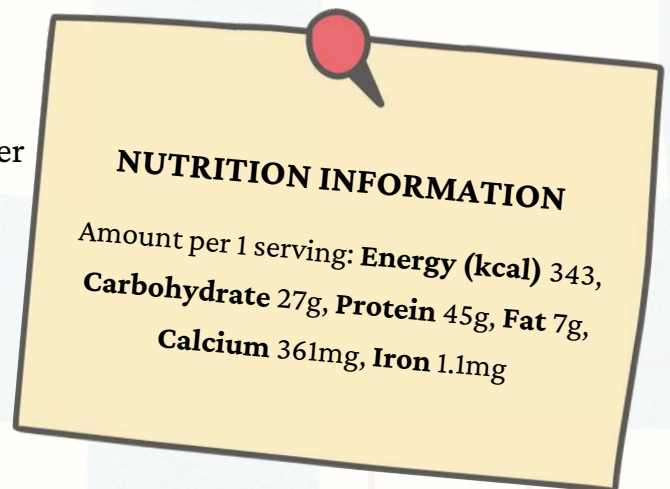 er
NUTRITION INFORMATION
Amount per 1 serving: Energy (kcal) 343,
Carbohydrate 27g, Protein 45g, Fat 7g,
Calcium 361mg, Iron 1.1mg